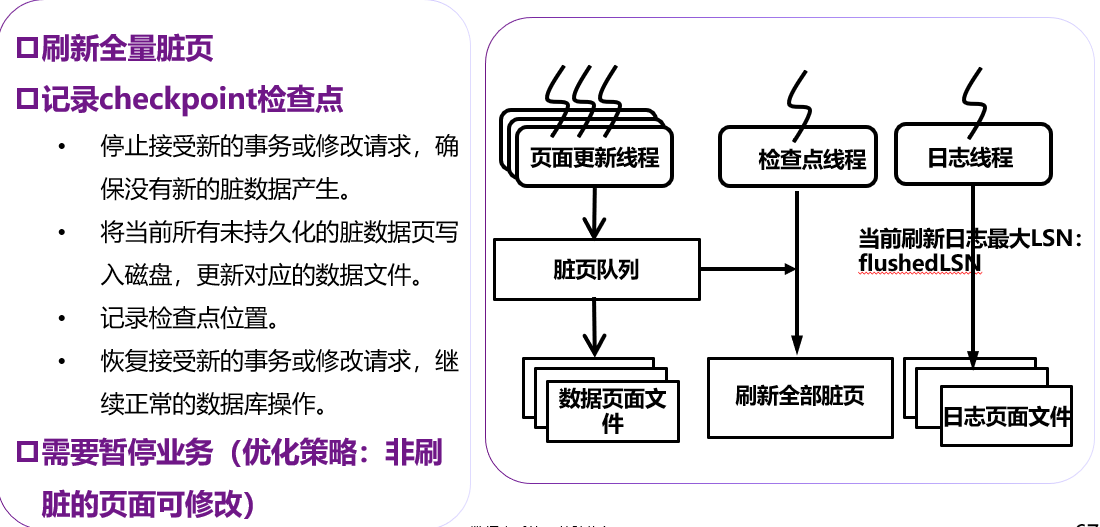 刷新全量脏页
记录checkpoint检查点
• 停止接受新的事务或修改请求，确
保没有新的脏数据产生。
• 将当前所有未持久化的脏数据页写
入磁盘，更新对应的数据文件。
• 记录检查点位置。
• 恢复接受新的事务或修改请求，继
续正常的数据库操作。
需要暂停业务（优化策略：非刷
脏的页面可修改）
页面更新线程
检查点线程
日志线程
当前刷新日志最大LSN：
flushedLSN
脏页队列
数据页面文
件
刷新全部脏页
日志页面文件